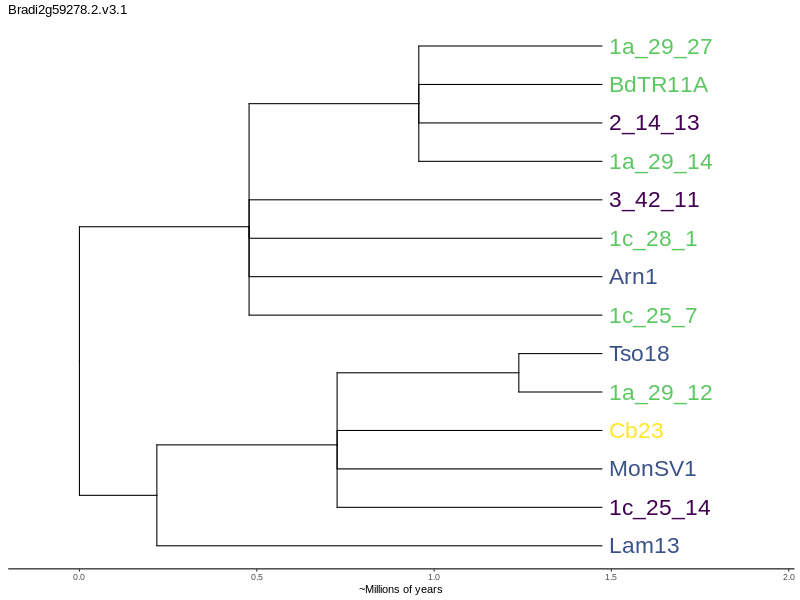 Bradi2g59278.2.v3.1
1a_29_27
BdTR11A
2_14_13
1a_29_14
3_42_11
1c_28_1
Arn1
1c_25_7
Tso18
1a_29_12
Cb23
MonSV1
1c_25_14
Lam13
0.0 0.5 1.0 1.5 2.0
~Millions of years